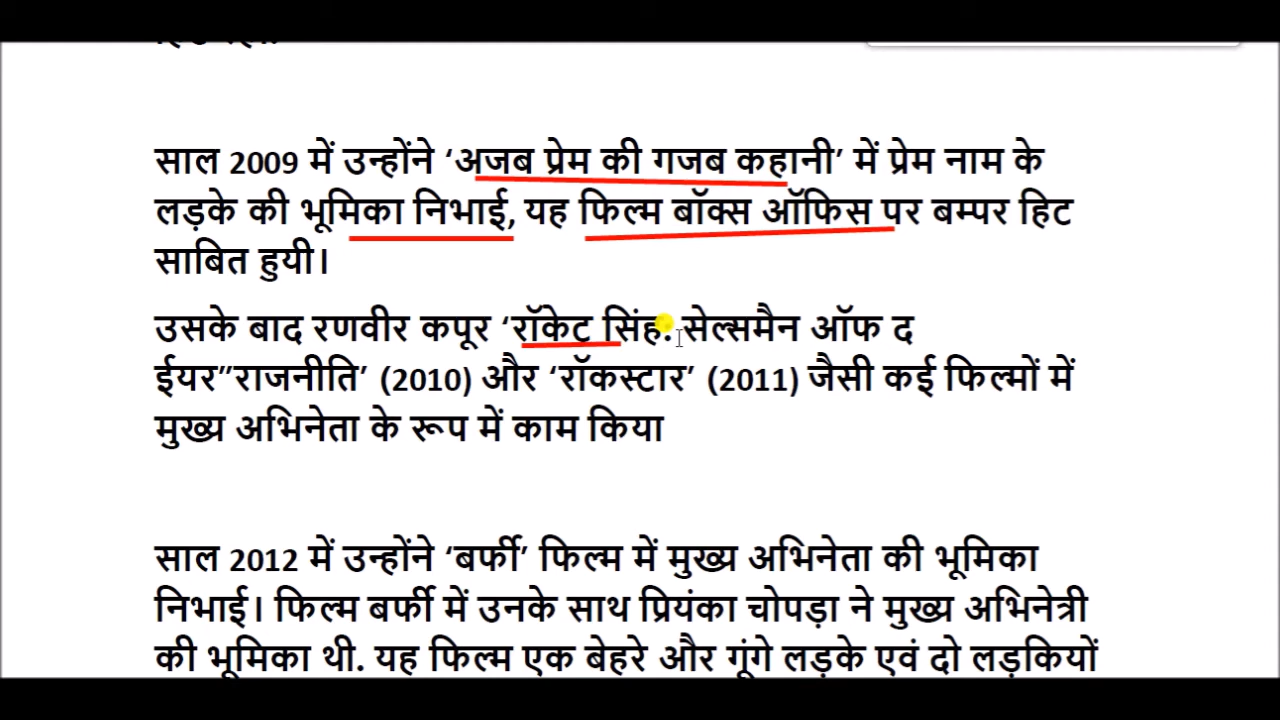 साल 2009 में उन्होंने ‘अजब प्रेम की गजब कहानी’ में प्रेम नाम के
लड़के की भूमिका निभाई, यह फिल्म बॉक्स ऑफिस पर बम्पर हिट
साबित हुयी।
उसके बाद रणवीर कपूर ‘रॉकेट सिंह: सेल्समैन ऑफ द
ईयर”राजनीति’ (2010) और ‘रॉकस्टार’ (2011) जैसी कई फिल्मों में
मुख्य अभिनेता के रूप में काम किया
साल 2012 में उन्होंने ‘बर्फी’ फिल्म में मुख्य अभिनेता की भूमिका
निभाई। फिल्म बर्फी में उनके साथ प्रियंका चोपड़ा ने मुख्य अभिनेत्री
की भूमिका थी. यह फिल्म एक बेहरे और गूंगे लड़के एवं दो लड़कियों